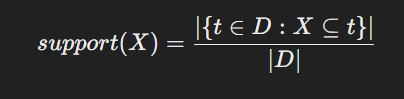 support(X) = |{t ∈ D : X ⊆ t}| / |D|